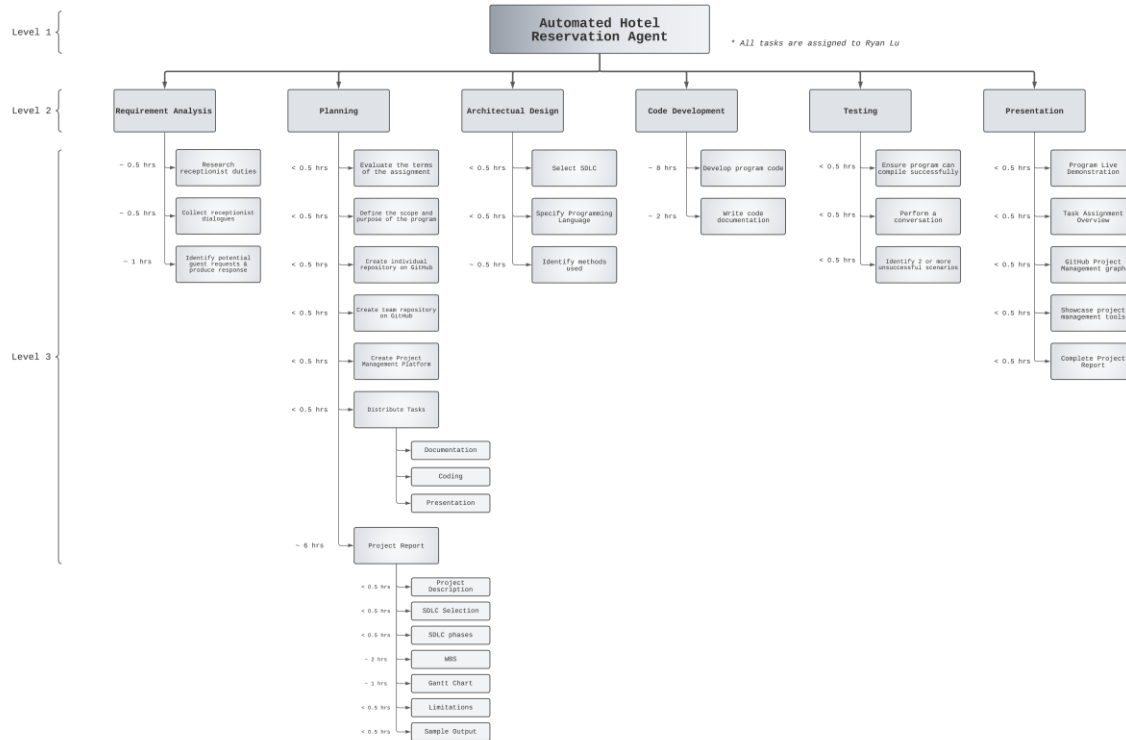 Automated Hotel
Reservation Agent
* All tasks are assigned to Ryan Lu
Level 1
Level 2
Requirement Analysis
Planning
Architectual Design
Code Development
Testing
Presentation
Level 3
~ 0.5 hrs
Research
receptionist duties
~ 0.5 hrs
Collect receptionist
dialogues
~ 1 hrs
Identify potential
guest requests &
produce response
< 0.5 hrs
Evaluate the terms
of the assignment
< 0.5 hrs
Define the scope and
purpose of the program
< 0.5 hrs
Create individual
repository on GitHub
< 0.5 hrs
Create team repository
on GitHub
< 0.5 hrs
Create Project
Management Platform
< 0.5 hrs
Distribute Tasks
Documentation
Coding
Presentation
~ 6 hrs
Project Report
< 0.5 hrs
Project
Description
< 0.5 hrs
SDLC Selection
< 0.5 hrs
SDLC phases
~ 2 hrs
WBS
~ 1 hrs
Gantt Chart
< 0.5 hrs
Limitations
< 0.5 hrs
Sample Output
< 0.5 hrs
Select SDLC
< 0.5 hrs
Specify Programming
Language
~ 0.5 hrs
Identify methods
used
~ 8 hrs
Develop program code
~ 2 hrs
Write code
documentation
< 0.5 hrs
Ensure program can
compile successfully
< 0.5 hrs
Perform a
conversation
< 0.5 hrs
Identify 2 or more
unsuccessful scenarios
< 0.5 hrs
Program Live
Demonstration
< 0.5 hrs
Task Assignment
Overview
< 0.5 hrs
GitHub Project
Management graph
< 0.5 hrs
Showcase project
management tools
< 0.5 hrs
Complete Project
Report